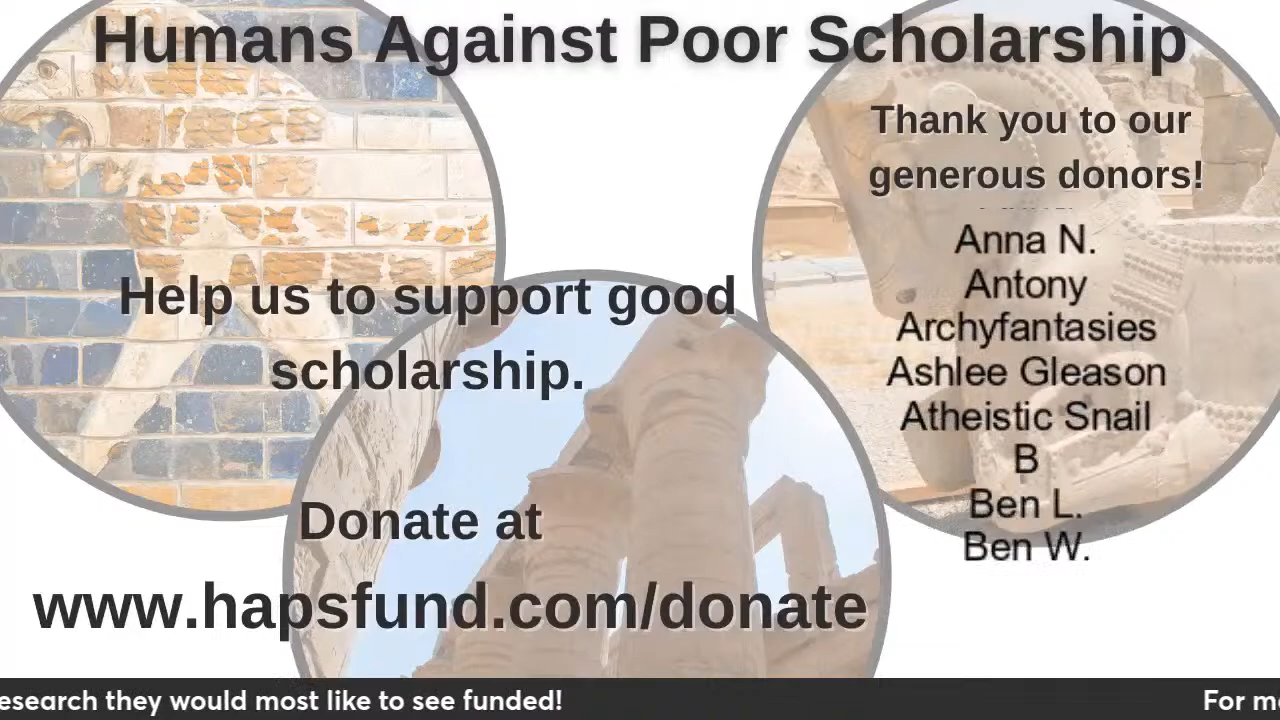 Humans Against Poor Scholarship
Thank you to our
generous donors!
Anna N.
Antony
Archyfantasies
Ashlee Gleason
Atheistic Snail
B
Ben L.
Ben W.
Help us to support good
scholarship.
Donate at
www.hapsfund.com/donate
they would most like to see funded!
For